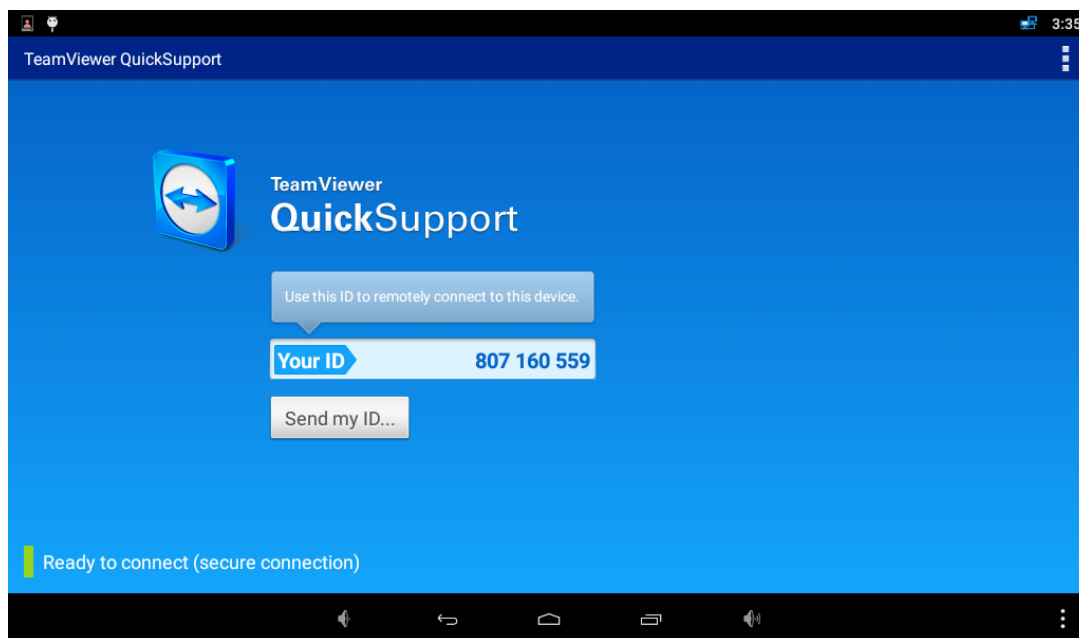 3:35
TeamViewer QuickSupport
TeamViewer
QuickSupport
Use this ID to remotely connect to this device.
Your ID 807 160 559
Send my ID...
Ready to connect (secure connection)